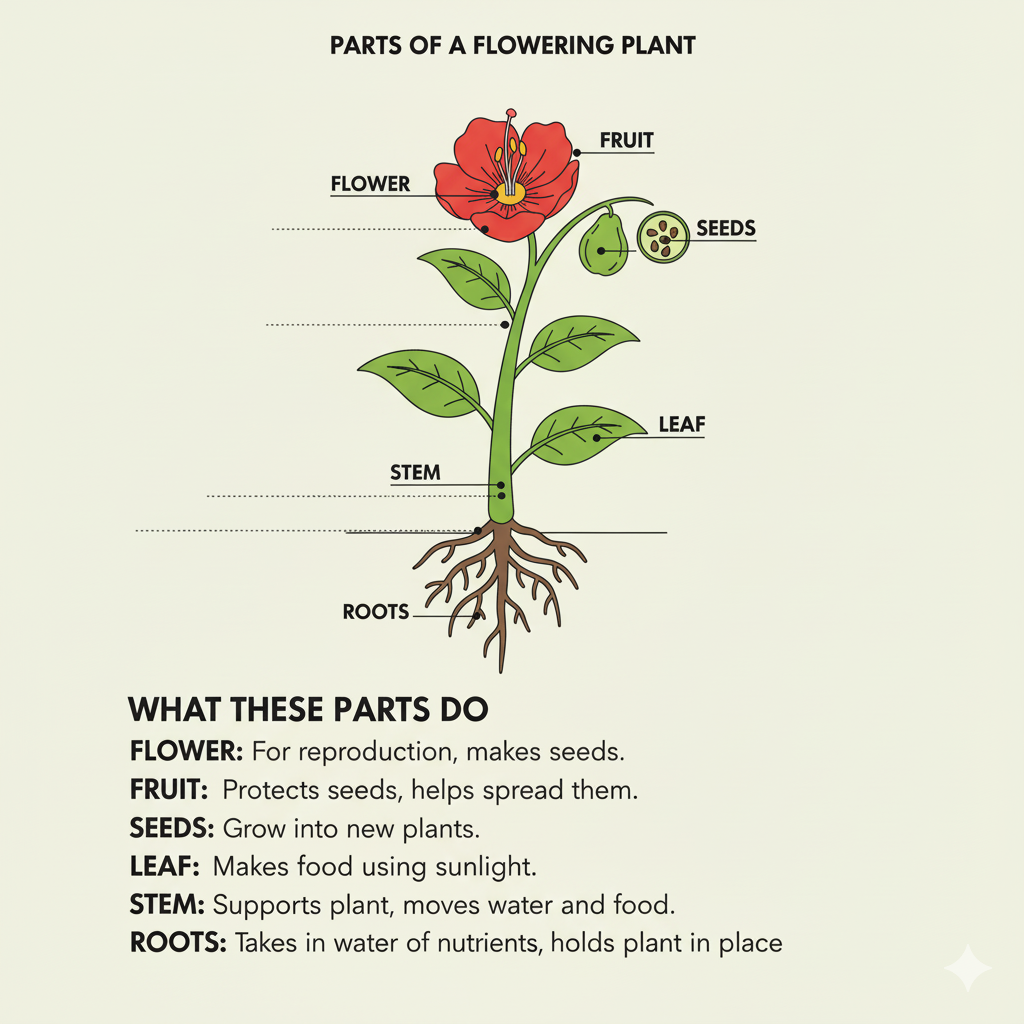 PARTS OF A FLOWERING PLANT
FRUIT
FLOWER
SEEDS
LEAF
STEM
ROOTS
WHAT THESE PARTS DO
FLOWER: For reproduction, makes seeds.
FRUIT: Protects seeds, helps spread them.
SEEDS: Grow into new plants.
LEAF: Makes food using sunlight.
STEM: Supports plant, moves water and food.
ROOTS: Takes in water of nutrients, holds plant in place